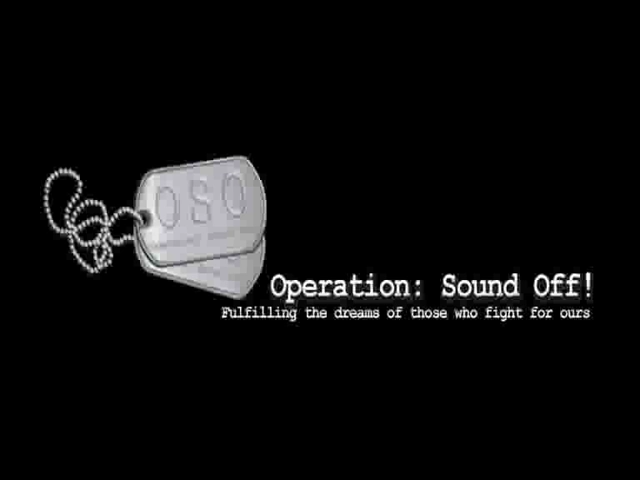 OSO
Operation: Sound Off!
Fulfilling the dreams of those who fight for ours